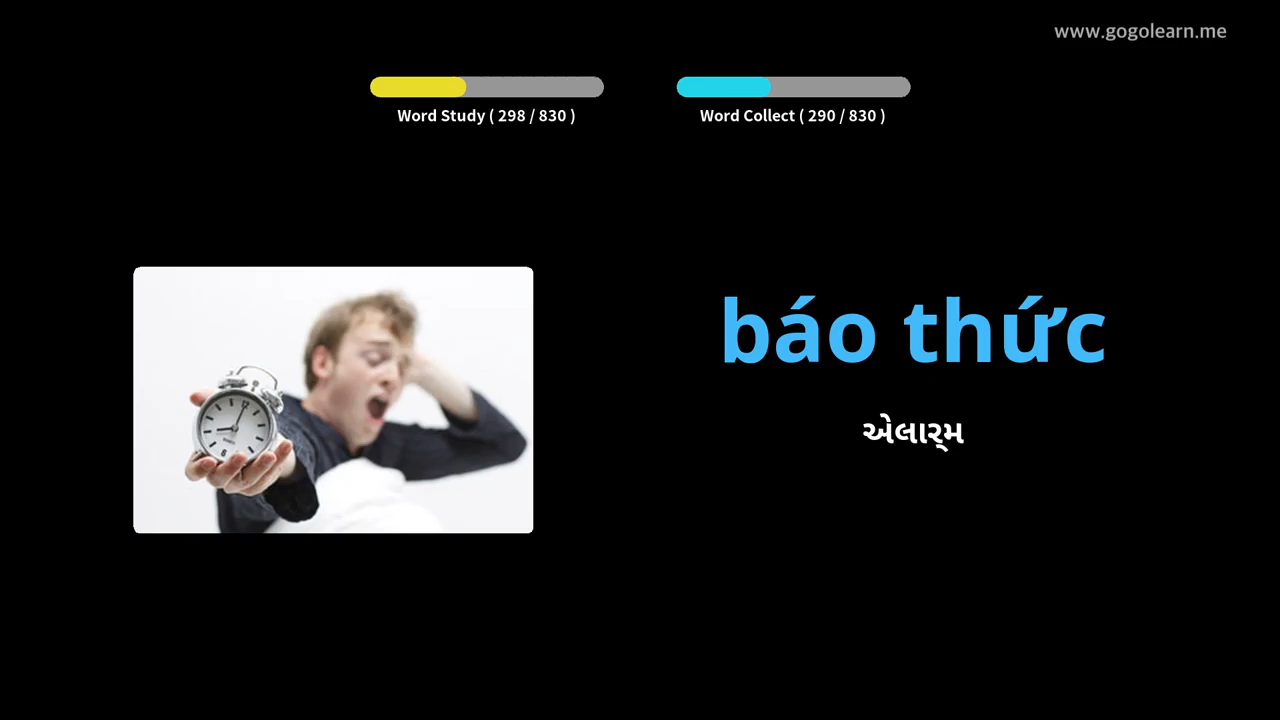 www.gogolearn.me
Word Study ( 298 / 830 )
Word Collect ( 290 / 830 )
báo thức
એલાર્મ